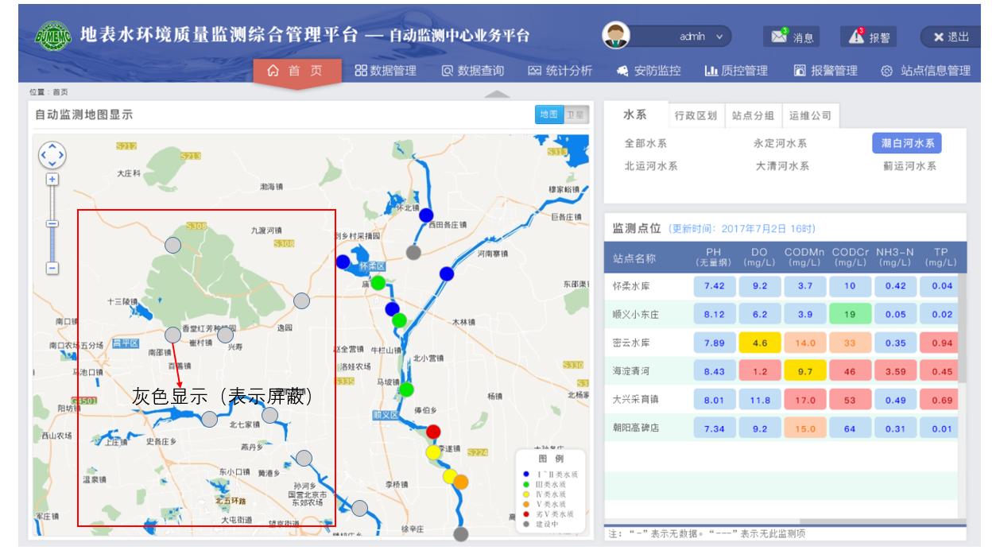 BJMEMC 地表水环境质量监测综合管理平台 — 自动监测中心业务平台
admin
3 消息
3 报警
退出
首 页
数据管理
数据查询
统计分析
安防监控
质控管理
报警管理
站点信息管理
位置：首页
自动监测地图显示
地图
卫星
S212
S213
S313
大庄科
渤海镇
穆家峪镇
怀北镇
巨各庄镇
西田各庄镇
S308
九渡河镇
S308
河南寨镇
怀柔区
庙
十三陵镇
南口镇
木林镇
香堂红芳种
逸园
南口农场五分场
昌平区
崔村镇
兴寿
南邵镇
赵全营镇
牛栏山镇
北小营镇
百善镇
马池口镇
洛娃农场
S330
S335
马坡镇
S3
杨镇
北杨家
灰色显示（表示屏蔽）
G4501
阳坊镇
顺义区
俸伯乡
北七家镇
西山农场
上庄镇
史各庄乡
燕丹乡
李遂镇
S224
东小口镇
黄港乡
温泉镇
孙河乡
国营北京市
东郊农场
李桥镇
北五环路
军庄镇
大屯街道
望京街道
徐辛庄
图 例
I~II类水质
III类水质
IV类水质
V类水质
劣V类水质
建设中
水系
行政区划
站点分组
运维公司
全部水系
永定河水系
潮白河水系
北运河水系
大清河水系
蓟运河水系
监测点位 (更新时间：2017年7月2日 16时)
站点名称 PH(无量纲) DO(mg/L) CODMn(mg/L) CODCr(mg/L) NH3-N(mg/L) TP(mg/L)
怀柔水库 7.42 9.2 3.7 10 0.42 0.04
顺义小东庄 8.12 6.2 3.9 19 0.05 0.02
密云水库 7.89 4.6 14.0 33 0.35 0.94
海淀清河 8.43 1.2 9.7 46 3.59 0.45
大兴采育镇 8.01 11.8 17.0 53 0.49 0.69
朝阳高碑店 7.34 9.2 15.0 64 0.31 0.01
注：“-”表示无数据。“---”表示无此监测项